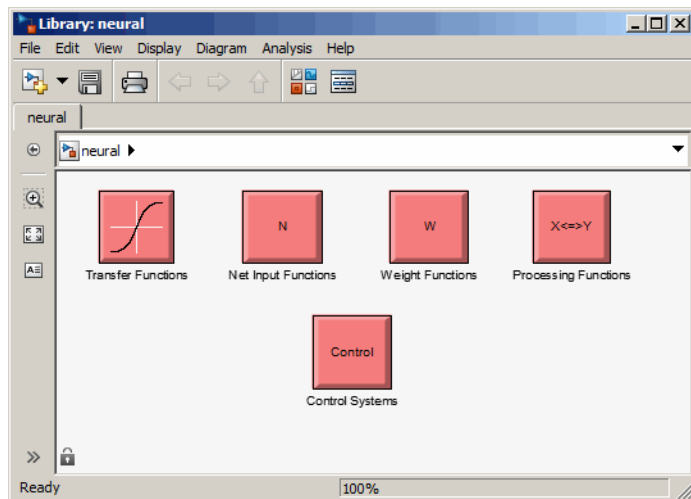 Library: neural
File Edit View Display Diagram Analysis Help
neural
neural
N
W
X<=>Y
Transfer Functions
Net Input Functions
Weight Functions
Processing Functions
Control
Control Systems
Ready
100%